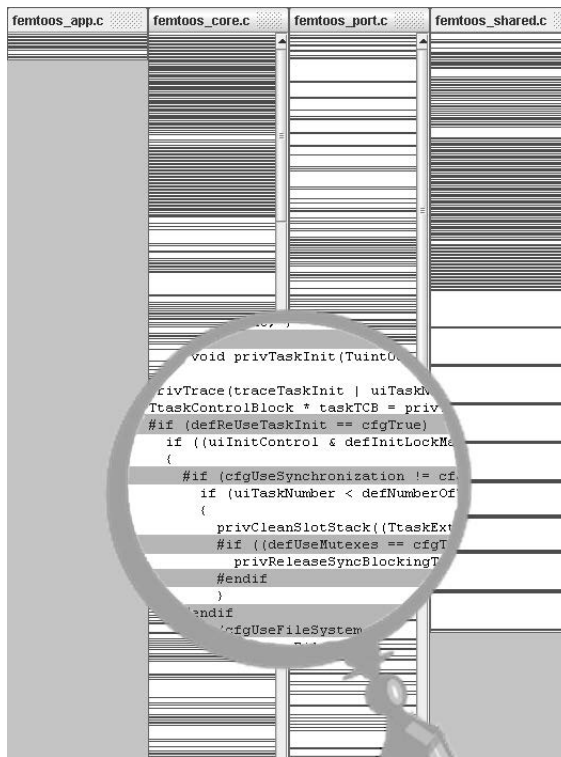 femtoos_app.c
femtoos_core.c
femtoos_port.c
femtoos_shared.c
void privTaskInit(TuintO
privTrace(traceTaskInit | uiTaskN
TtaskControlBlock * taskTCB = priv
#if (defReUseTaskInit == cfgTrue)
if ((uiInitControl & defInitLockMa
{
#if (cfgUseSynchronization != cf
if (uiTaskNumber < defNumberOf
{
privCleanSlotStack((TtaskExt
#if ((defUseMutexes == cfgT
privReleaseSyncBlockingT
#endif
}
endif
cfgUseFileSystem